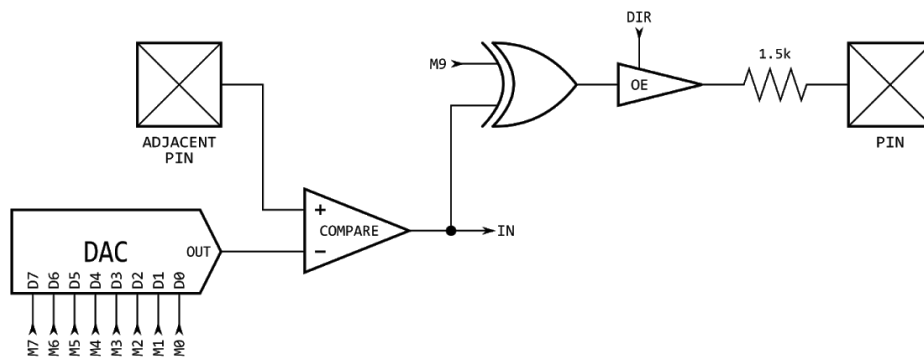 DIR
1.5k
M9
OE
ADJACENT
PIN
PIN
+
COMPARE
IN
−
DAC
OUT
D7 D6 D5 D4 D3 D2 D1 D0
M7 M6 M5 M4 M3 M2 M1 M0